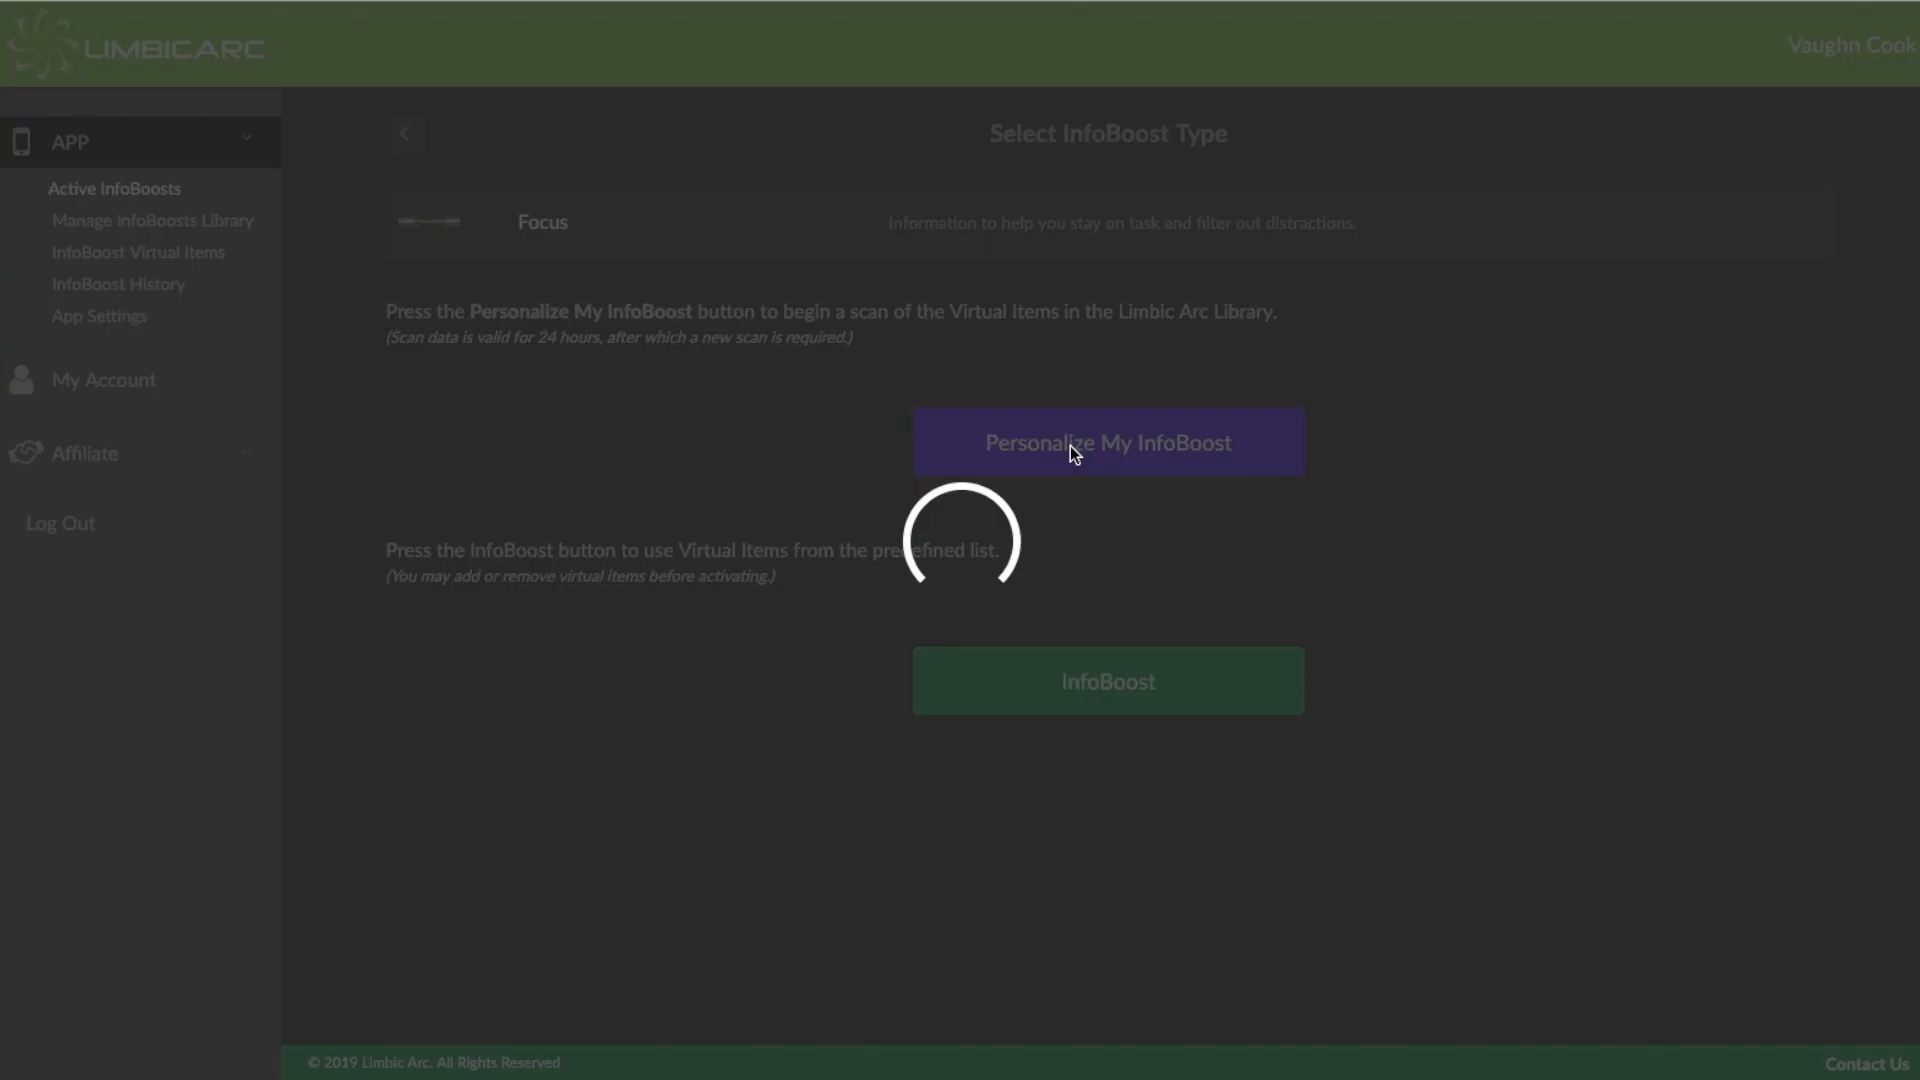 LIMBIC ARC
Vaughn Cook
APP
Active InfoBoosts
Manage InfoBoosts Library
InfoBoost Virtual Items
InfoBoost History
App Settings
My Account
Affiliate
Log Out
Select InfoBoost Type
Focus
Information to help you stay on task and filter out distractions.
Press the Personalize My InfoBoost button to begin a scan of the Virtual Items in the Limbic Arc Library.
(Scan data is valid for 24 hours, after which a new scan is required.)
Personalize My InfoBoost
Press the InfoBoost button to use Virtual Items from the predefined list.
(You may add or remove virtual items before activating.)
InfoBoost
© 2019 Limbic Arc. All Rights Reserved
Contact Us